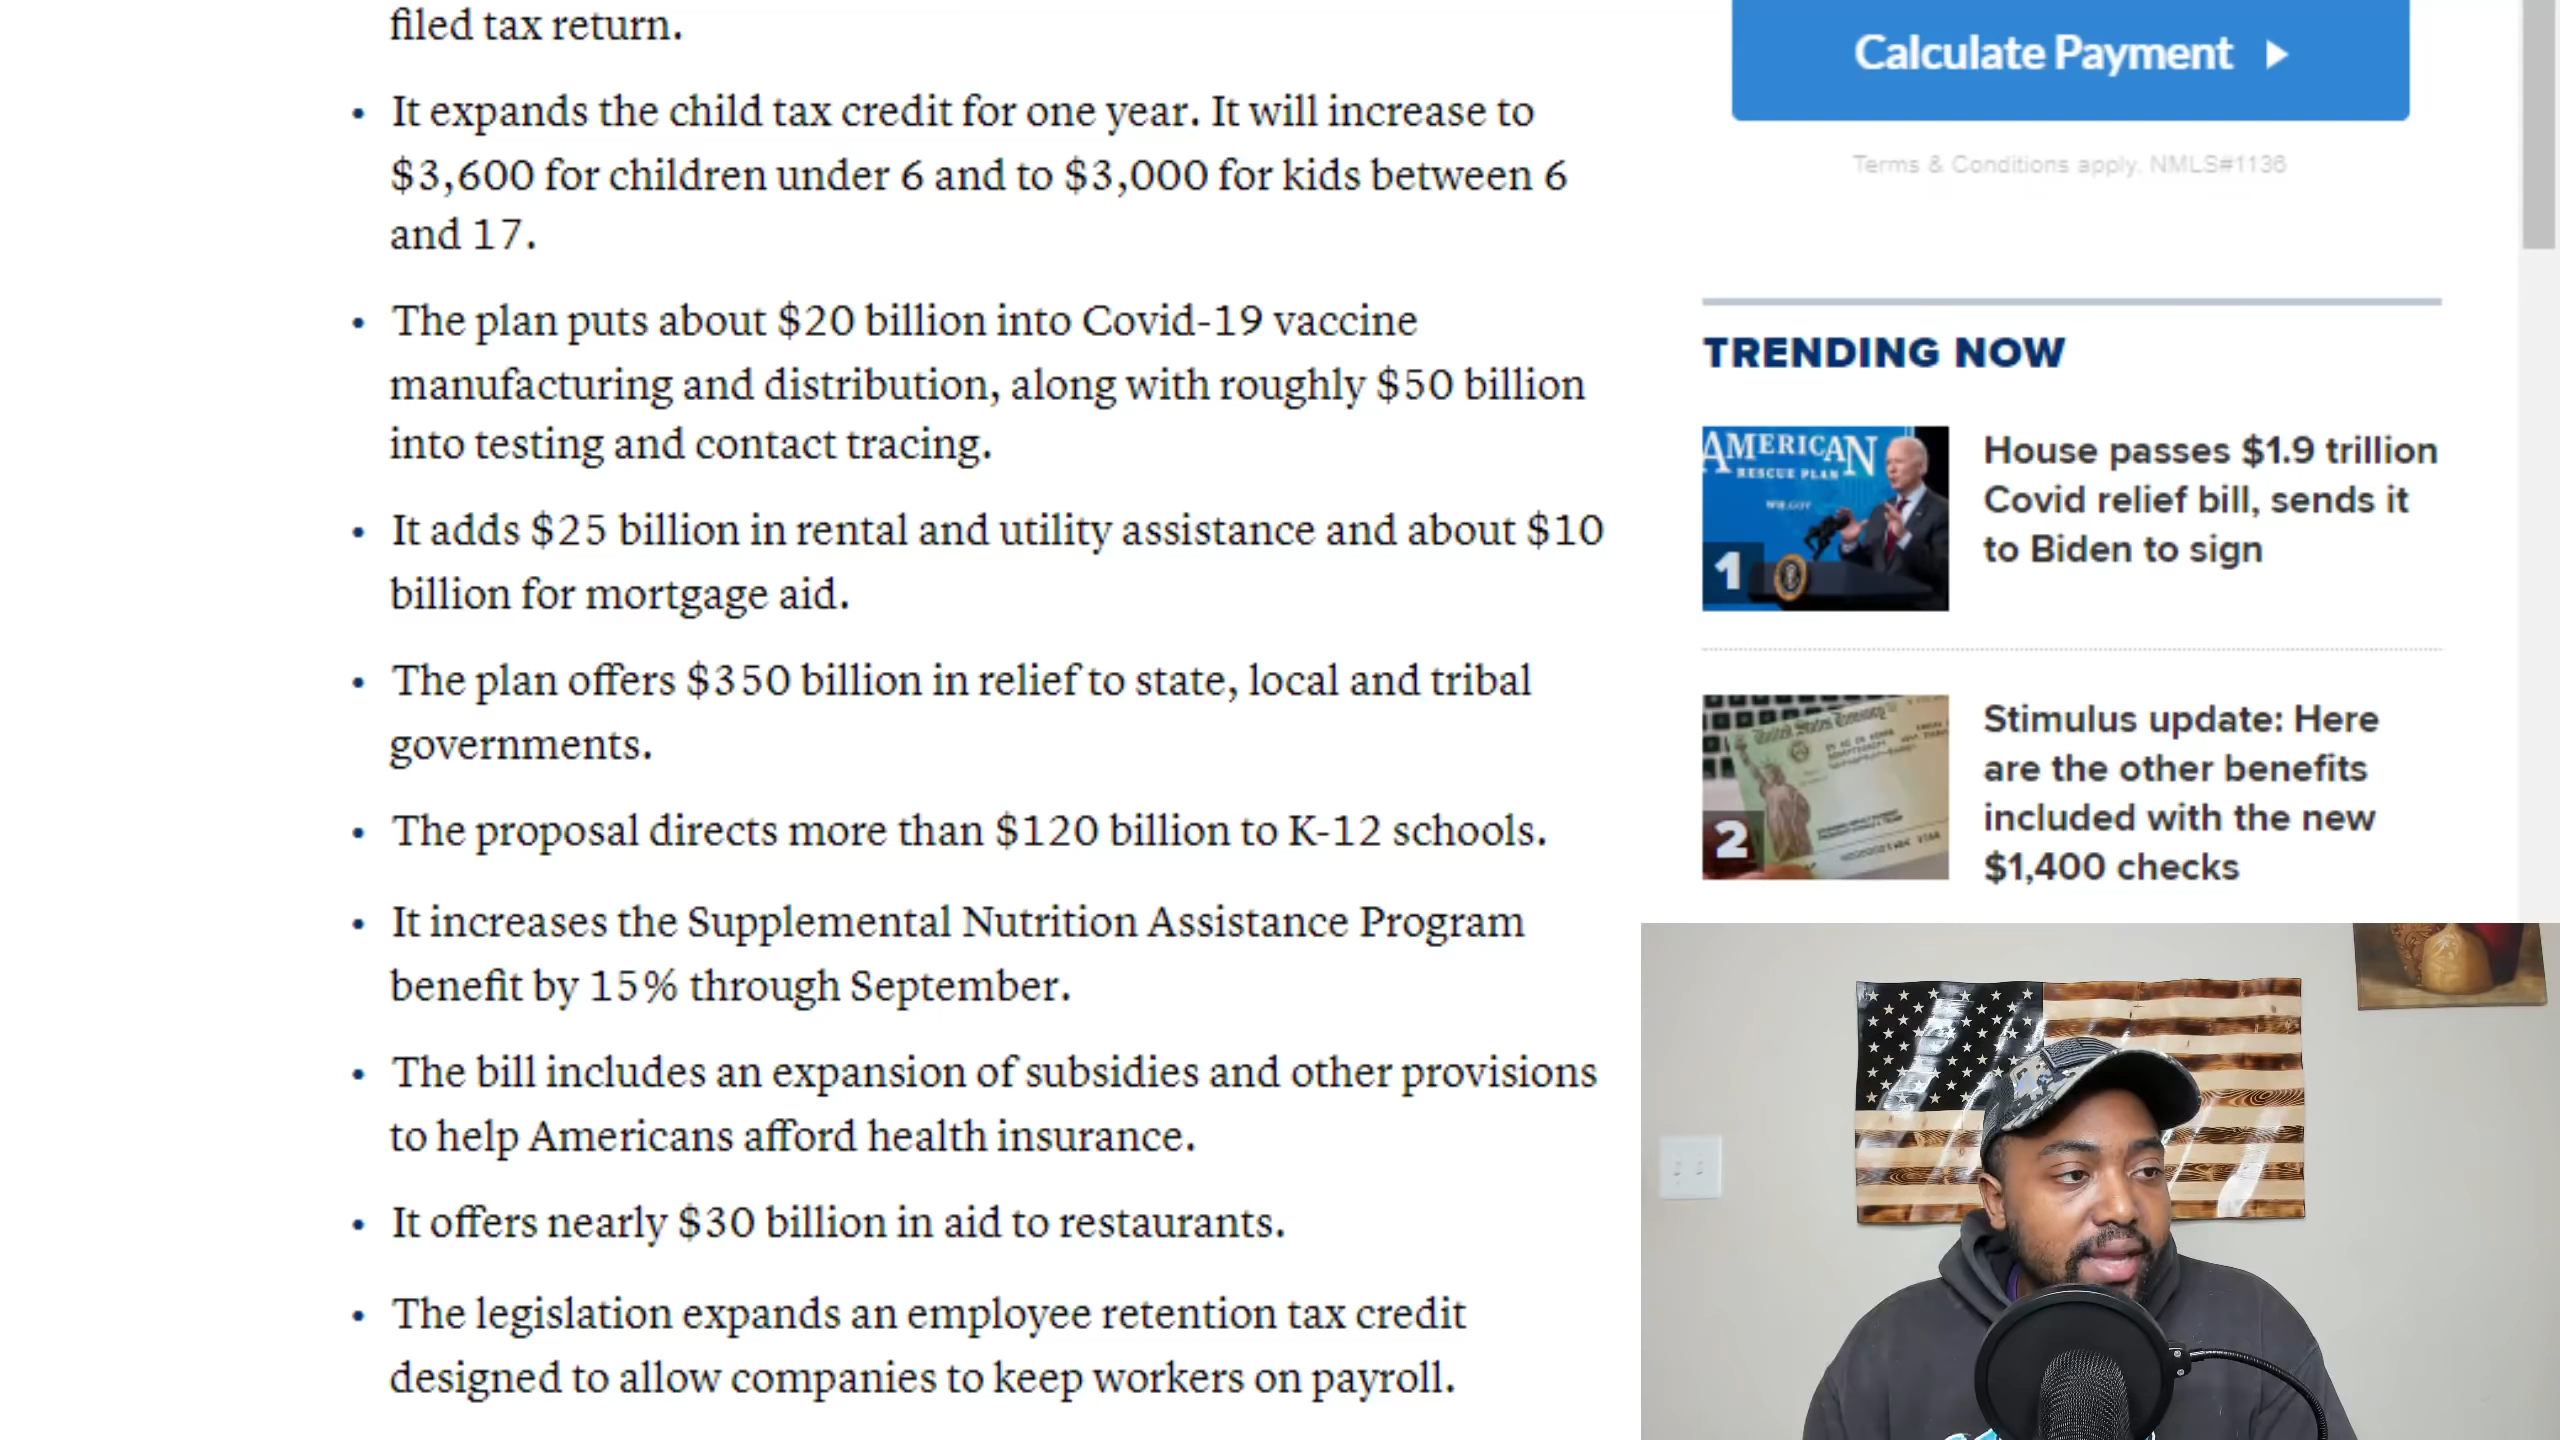 filed tax return.
• It expands the child tax credit for one year. It will increase to
$3,600 for children under 6 and to $3,000 for kids between 6
and 17.
• The plan puts about $20 billion into Covid-19 vaccine
manufacturing and distribution, along with roughly $50 billion
into testing and contact tracing.
• It adds $25 billion in rental and utility assistance and about $10
billion for mortgage aid.
• The plan offers $350 billion in relief to state, local and tribal
governments.
• The proposal directs more than $120 billion to K-12 schools.
• It increases the Supplemental Nutrition Assistance Program
benefit by 15% through September.
• The bill includes an expansion of subsidies and other provisions
to help Americans afford health insurance.
• It offers nearly $30 billion in aid to restaurants.
• The legislation expands an employee retention tax credit
designed to allow companies to keep workers on payroll.
Calculate Payment
Terms & Conditions apply. NMLS#1136
TRENDING NOW
AMERICAN
RESCUE PLAN
WH.GOV
1
House passes $1.9 trillion
Covid relief bill, sends it
to Biden to sign
United States Treasury
2
Stimulus update: Here
are the other benefits
included with the new
$1,400 checks